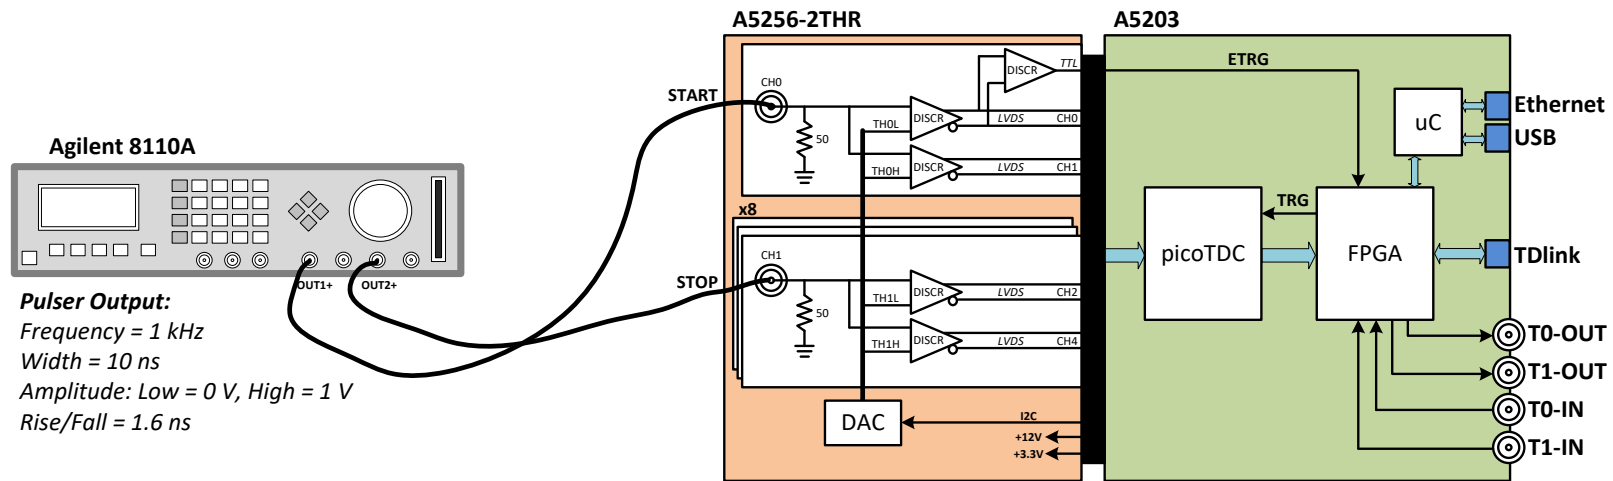 A5256-2THR
A5203
Agilent 8110A
OUT1+
OUT2+
Pulser Output:
Frequency = 1 kHz
Width = 10 ns
Amplitude: Low = 0 V, High = 1 V
Rise/Fall = 1.6 ns
START
STOP
CH0
50
TH0L
TH0H
DISCR
LVDS
CH0
DISCR
TTL
DISCR
LVDS
CH1
x8
CH1
50
TH1L
TH1H
DISCR
LVDS
CH2
DISCR
LVDS
CH4
DAC
I2C
+12V
+3.3V
ETRG
uC
Ethernet
USB
TRG
picoTDC
FPGA
TDlink
T0-OUT
T1-OUT
T0-IN
T1-IN